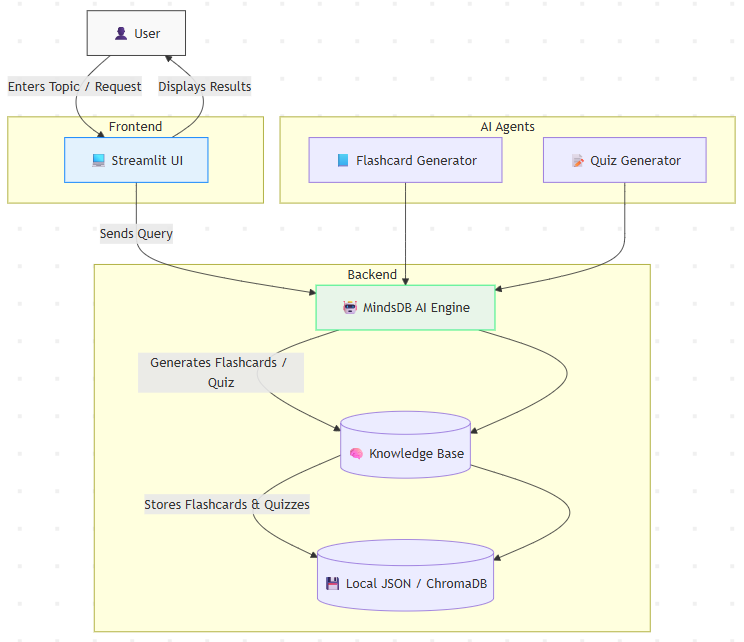 User
Enters Topic / Request
Displays Results
Frontend
AI Agents
Streamlit UI
Flashcard Generator
Quiz Generator
Sends Query
Backend
MindsDB AI Engine
Generates Flashcards /
Quiz
Knowledge Base
Stores Flashcards & Quizzes
Local JSON / ChromaDB